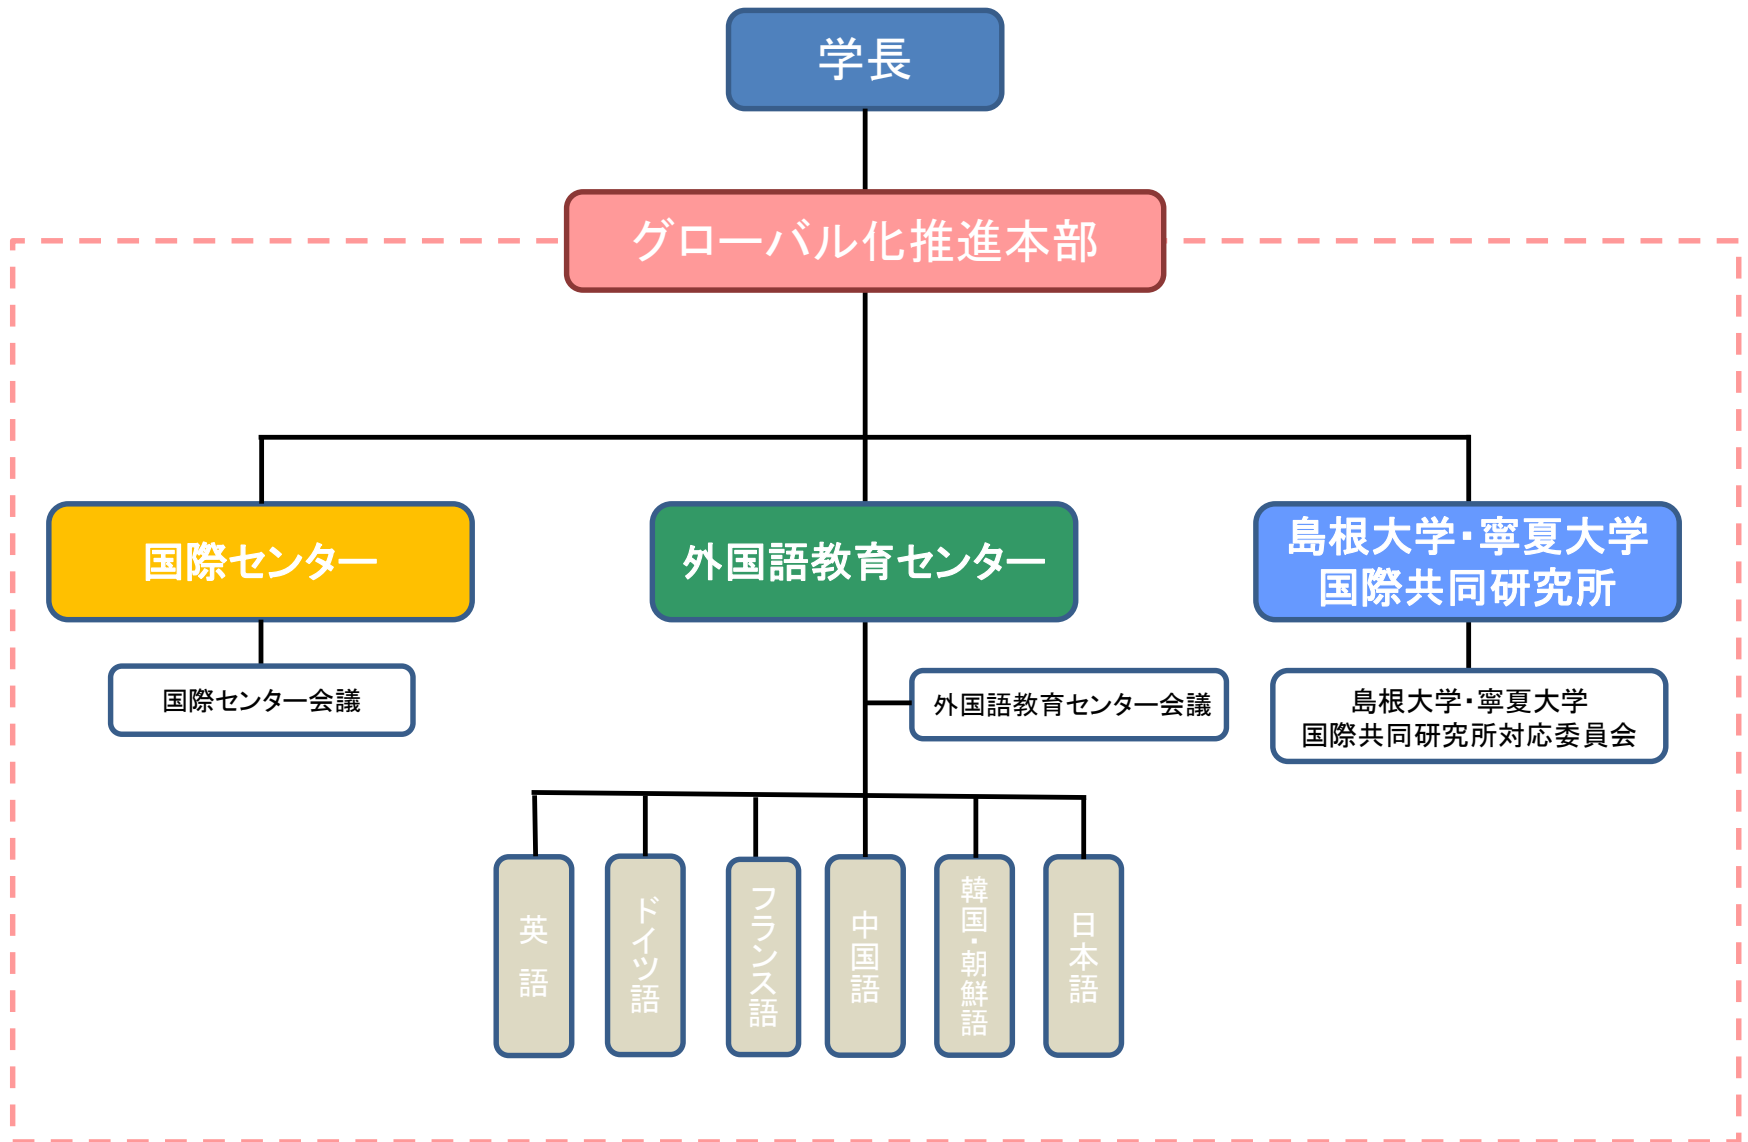 学長
グローバル化推進本部
国際センター
外国語教育センター
島根大学・寧夏大学
国際共同研究所
国際センター会議
外国語教育センター会議
島根大学・寧夏大学
国際共同研究所対応委員会
英 語
ドイツ語
フランス語
中国語
韓国・朝鮮語
日本語